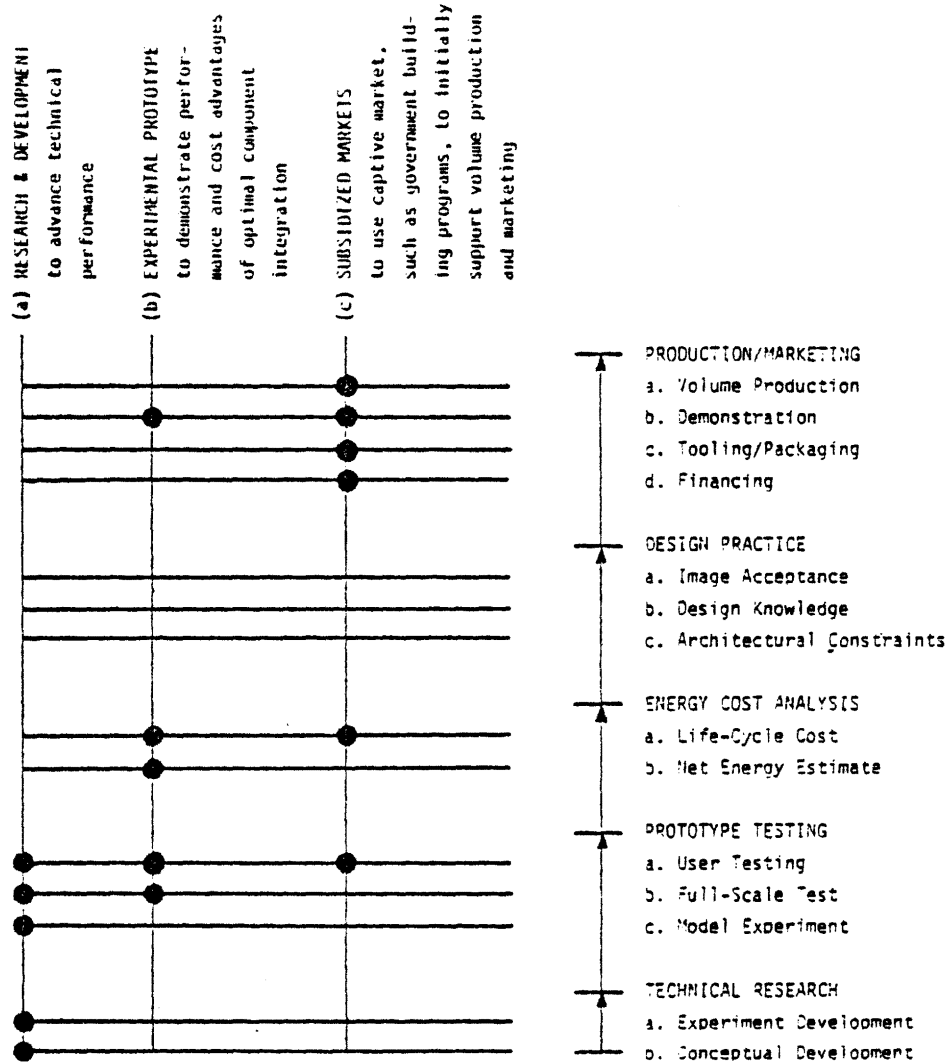 (a) RESEARCH & DEVELOPMENT
to advance technical
performance
(b) EXPERIMENTAL PROTOTYPE
to demonstrate perfor-
mance and cost advantages
of optimal component
integration
(c) SUBSIDIZED MARKETS
to use captive market,
such as government build-
ing programs, to initially
support volume production
and marketing
PRODUCTION/MARKETING
a. Volume Production
b. Demonstration
c. Tooling/Packaging
d. Financing
DESIGN PRACTICE
a. Image Acceptance
b. Design Knowledge
c. Architectural Constraints
ENERGY COST ANALYSIS
a. Life-Cycle Cost
b. Net Energy Estimate
PROTOTYPE TESTING
a. User Testing
b. Full-Scale Test
c. Model Experiment
TECHNICAL RESEARCH
a. Experiment Development
b. Conceptual Development